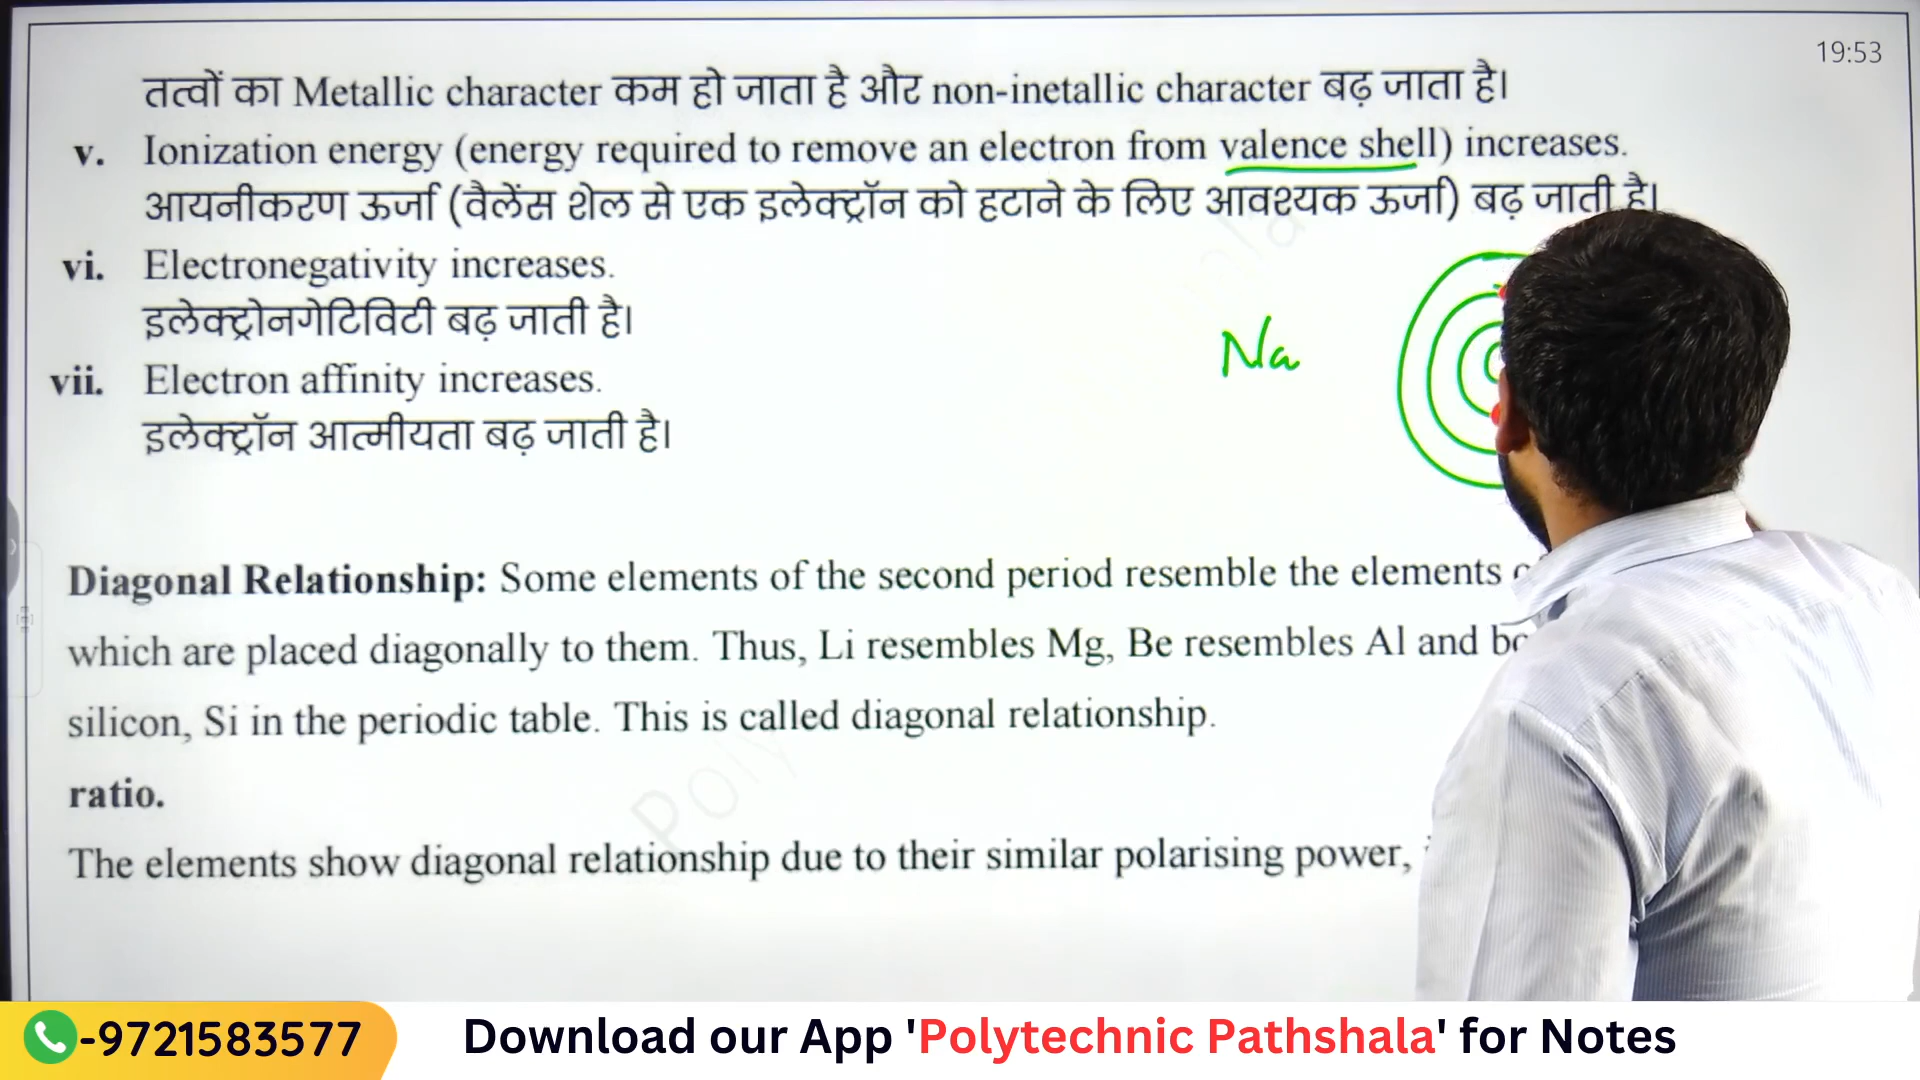 19:53
तत्वों का Metallic character कम हो जाता है और non-inetallic character बढ़ जाता है।
v. Ionization energy (energy required to remove an electron from valence shell) increases.
आयनीकरण ऊर्जा (वैलेंस शेल से एक इलेक्ट्रॉन को हटाने के लिए आवश्यक ऊर्जा) बढ़ जाती है।
vi. Electronegativity increases.
इलेक्ट्रोनगेटिविटी बढ़ जाती है।
Na
vii. Electron affinity increases.
इलेक्ट्रॉन आत्मीयता बढ़ जाती है।
Diagonal Relationship: Some elements of the second period resemble the elements
which are placed diagonally to them. Thus, Li resembles Mg, Be resembles Al and
silicon, Si in the periodic table. This is called diagonal relationship.
ratio.
The elements show diagonal relationship due to their similar polarising power,
Poly
-9721583577 Download our App 'Polytechnic Pathshala' for Notes